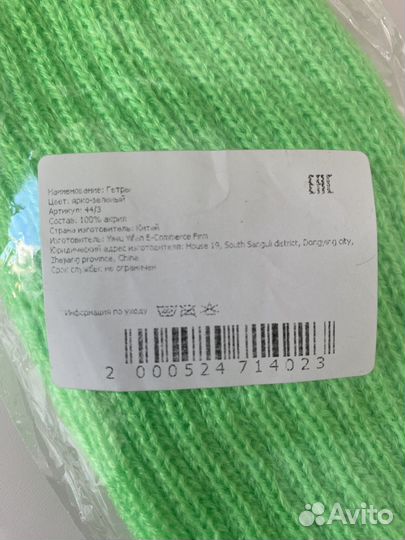 Наименование: Гетры
EAC
Цвет: ярко-зеленый
Артикул: 44/3
Состав: 100% акрил
Страна изготовитель: Китай
Изготовитель: Yiwu Wen E-Commerce Firm
Юридический адрес изготовителя: House 19, South Sangul district, Dongying city,
Zhejiang province, China
Срок службы: не ограничен
Информация по уходу
2 000524 714023
Avito